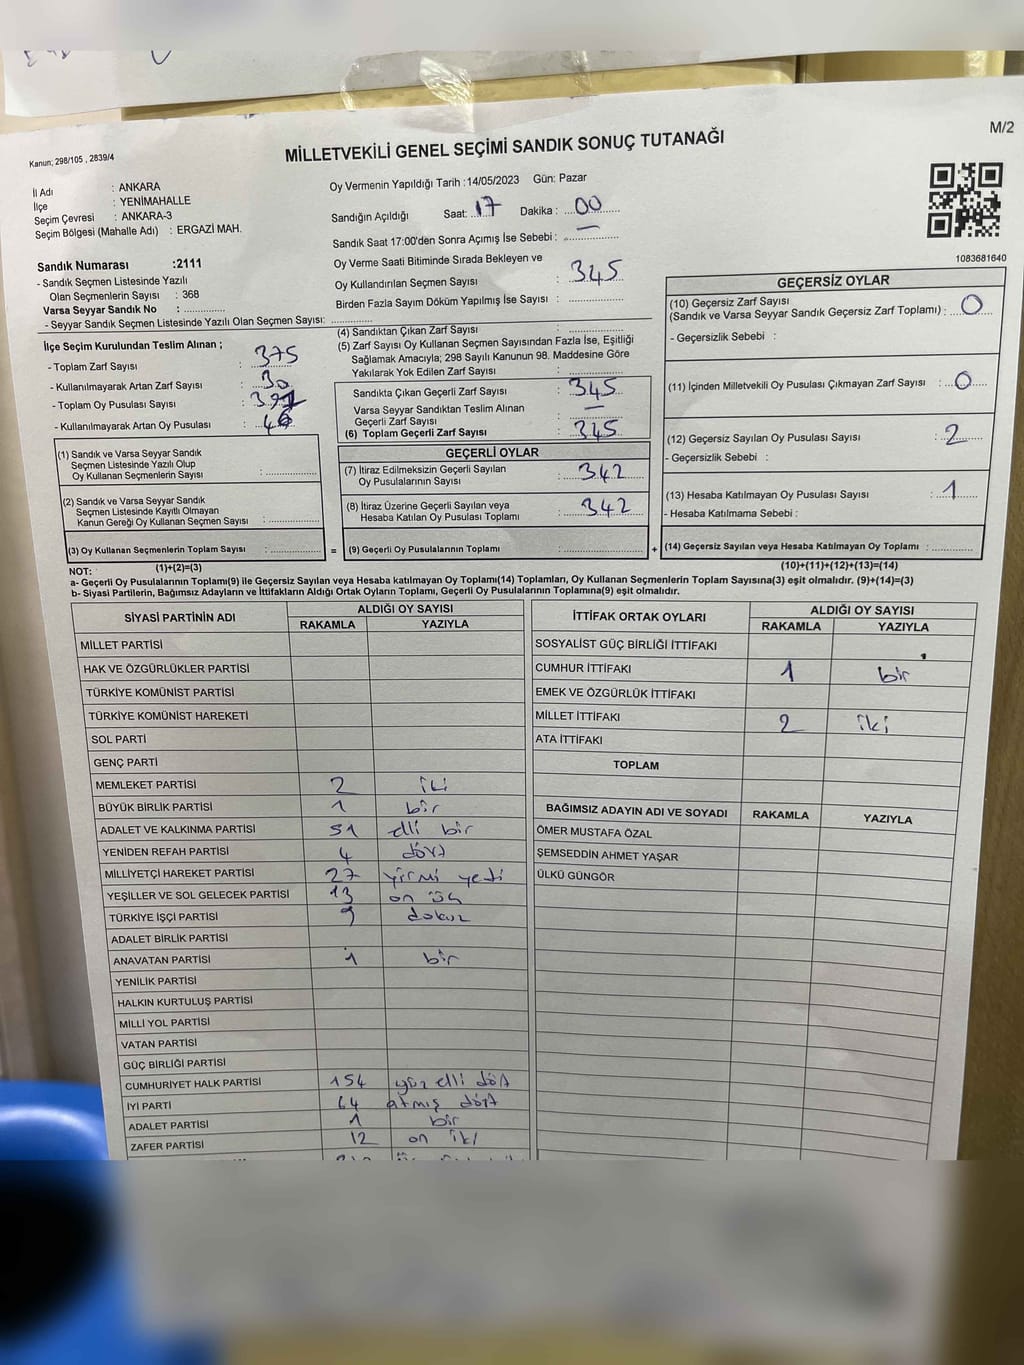 M/2
Kanun; 298/105 , 2839/4
MİLLETVEKİLİ GENEL SEÇİMİ SANDIK SONUÇ TUTANAĞI
İl Adı : ANKARA
İlçe : YENİMAHALLE
Seçim Çevresi : ANKARA-3
Seçim Bölgesi (Mahalle Adı) : ERGAZİ MAH.
Oy Vermenin Yapıldığı Tarih :14/05/2023 Gün: Pazar
Sandığın Açıldığı Saat: 17 Dakika : 00
Sandık Saat 17:00'den Sonra Açımış İse Sebebi : —
Oy Verme Saati Bitiminde Sırada Bekleyen ve
Oy Kullandırılan Seçmen Sayısı : 345
Birden Fazla Sayım Döküm Yapılmış İse Sayısı :
1083681640
Sandık Numarası :2111
- Sandık Seçmen Listesinde Yazılı
Olan Seçmenlerin Sayısı : 368
Varsa Seyyar Sandık No :
- Seyyar Sandık Seçmen Listesinde Yazılı Olan Seçmen Sayısı:
İlçe Seçim Kurulundan Teslim Alınan ;
- Toplam Zarf Sayısı : 375
- Kullanılmayarak Artan Zarf Sayısı : 30
- Toplam Oy Pusulası Sayısı :
- Kullanılmayarak Artan Oy Pusulası :
(4) Sandıktan Çıkan Zarf Sayısı :
(5) Zarf Sayısı Oy Kullanan Seçmen Sayısından Fazla İse, Eşitliği
Sağlamak Amacıyla; 298 Sayılı Kanunun 98. Maddesine Göre
Yakılarak Yok Edilen Zarf Sayısı :
Sandıkta Çıkan Geçerli Zarf Sayısı : 345
Varsa Seyyar Sandıktan Teslim Alınan
Geçerli Zarf Sayısı : —
(6) Toplam Geçerli Zarf Sayısı : 345
GEÇERSİZ OYLAR
(10) Geçersiz Zarf Sayısı
(Sandık ve Varsa Seyyar Sandık Geçersiz Zarf Toplamı) : 0
- Geçersizlik Sebebi :
(11) İçinden Milletvekili Oy Pusulası Çıkmayan Zarf Sayısı : 0
(12) Geçersiz Sayılan Oy Pusulası Sayısı : 2
- Geçersizlik Sebebi :
(13) Hesaba Katılmayan Oy Pusulası Sayısı : 1
- Hesaba Katılmama Sebebi :
(1) Sandık ve Varsa Seyyar Sandık
Seçmen Listesinde Yazılı Olup
Oy Kullanan Seçmenlerin Sayısı :
(2) Sandık ve Varsa Seyyar Sandık
Seçmen Listesinde Kayıtlı Olmayan
Kanun Gereği Oy Kullanan Seçmen Sayısı :
GEÇERLİ OYLAR
(7) İtiraz Edilmeksizin Geçerli Sayılan
Oy Pusulalarının Sayısı : 342
(8) İtiraz Üzerine Geçerli Sayılan veya
Hesaba Katılan Oy Pusulası Toplamı : 342
(3) Oy Kullanan Seçmenlerin Toplam Sayısı : = (9) Geçerli Oy Pusulalarının Toplamı : + (14) Geçersiz Sayılan veya Hesaba Katılmayan Oy Toplamı :
NOT: (1)+(2)=(3) (10)+(11)+(12)+(13)=(14)
a- Geçerli Oy Pusulalarının Toplamı(9) ile Geçersiz Sayılan veya Hesaba katılmayan Oy Toplamı(14) Toplamları, Oy Kullanan Seçmenlerin Toplam Sayısına(3) eşit olmalıdır. (9)+(14)=(3)
b- Siyasi Partilerin, Bağımsız Adayların ve İttifakların Aldığı Ortak Oyların Toplamı, Geçerli Oy Pusulalarının Toplamına(9) eşit olmalıdır.
SİYASİ PARTİNİN ADI ALDIĞI OY SAYISI
RAKAMLA YAZIYLA
MİLLET PARTİSİ
HAK VE ÖZGÜRLÜKLER PARTİSİ
TÜRKİYE KOMÜNİST PARTİSİ
TÜRKİYE KOMÜNİST HAREKETİ
SOL PARTİ
GENÇ PARTİ
MEMLEKET PARTİSİ 2 iki
BÜYÜK BİRLİK PARTİSİ 1 bir
ADALET VE KALKINMA PARTİSİ 51 elli bir
YENİDEN REFAH PARTİSİ 4 dört
MİLLİYETÇİ HAREKET PARTİSİ 27 yirmi yedi
YEŞİLLER VE SOL GELECEK PARTİSİ 13 on üç
TÜRKİYE İŞÇİ PARTİSİ 9 dokuz
ADALET BİRLİK PARTİSİ
ANAVATAN PARTİSİ 1 bir
YENİLİK PARTİSİ
HALKIN KURTULUŞ PARTİSİ
MİLLİ YOL PARTİSİ
VATAN PARTİSİ
GÜÇ BİRLİĞİ PARTİSİ
CUMHURİYET HALK PARTİSİ 154 yüz elli dört
İYİ PARTİ 64 atmış dört
ADALET PARTİSİ 1 bir
ZAFER PARTİSİ 12 on iki
İTTİFAK ORTAK OYLARI ALDIĞI OY SAYISI
RAKAMLA YAZIYLA
SOSYALİST GÜÇ BİRLİĞİ İTTİFAKI
CUMHUR İTTİFAKI 1 bir
EMEK VE ÖZGÜRLÜK İTTİFAKI
MİLLET İTTİFAKI 2 iki
ATA İTTİFAKI
TOPLAM
BAĞIMSIZ ADAYIN ADI VE SOYADI RAKAMLA YAZIYLA
ÖMER MUSTAFA ÖZAL
ŞEMSEDDİN AHMET YAŞAR
ÜLKÜ GÜNGÖR